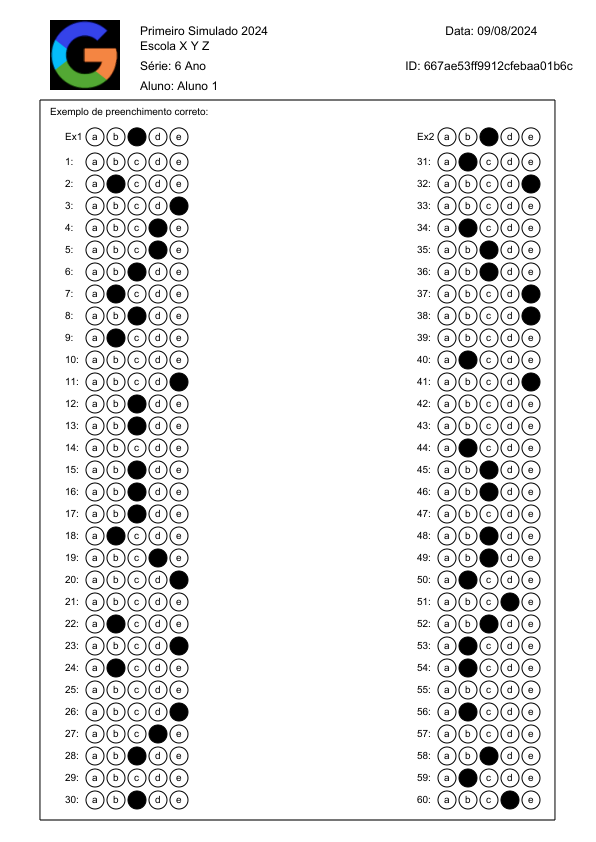 Primeiro Simulado 2024 Data: 09/08/2024
Escola X Y Z
Série: 6 Ano ID: 667ae53ff9912cfebaa01b6c
Aluno: Aluno 1
Exemplo de preenchimento correto:
Ex1 a b d e Ex2 a b d e
1: a b c d e 31: a c d e
2: a c d e 32: a b c d
3: a b c d 33: a b c d e
4: a b c e 34: a c d e
5: a b c e 35: a b d e
6: a b d e 36: a b d e
7: a c d e 37: a b c d
8: a b d e 38: a b c d
9: a c d e 39: a b c d e
10: a b c d e 40: a c d e
11: a b c d 41: a b c d
12: a b d e 42: a b c d e
13: a b d e 43: a b c d e
14: a b c d e 44: a c d e
15: a b d e 45: a b d e
16: a b d e 46: a b d e
17: a b d e 47: a b c d e
18: a c d e 48: a b d e
19: a b c e 49: a b d e
20: a b c d 50: a c d e
21: a b c d e 51: a b c e
22: a c d e 52: a b d e
23: a b c d 53: a c d e
24: a c d e 54: a c d e
25: a b c d e 55: a b c d e
26: a b c d 56: a c d e
27: a b c e 57: a b c d e
28: a b d e 58: a b d e
29: a b c d e 59: a c d e
30: a b d e 60: a b c e